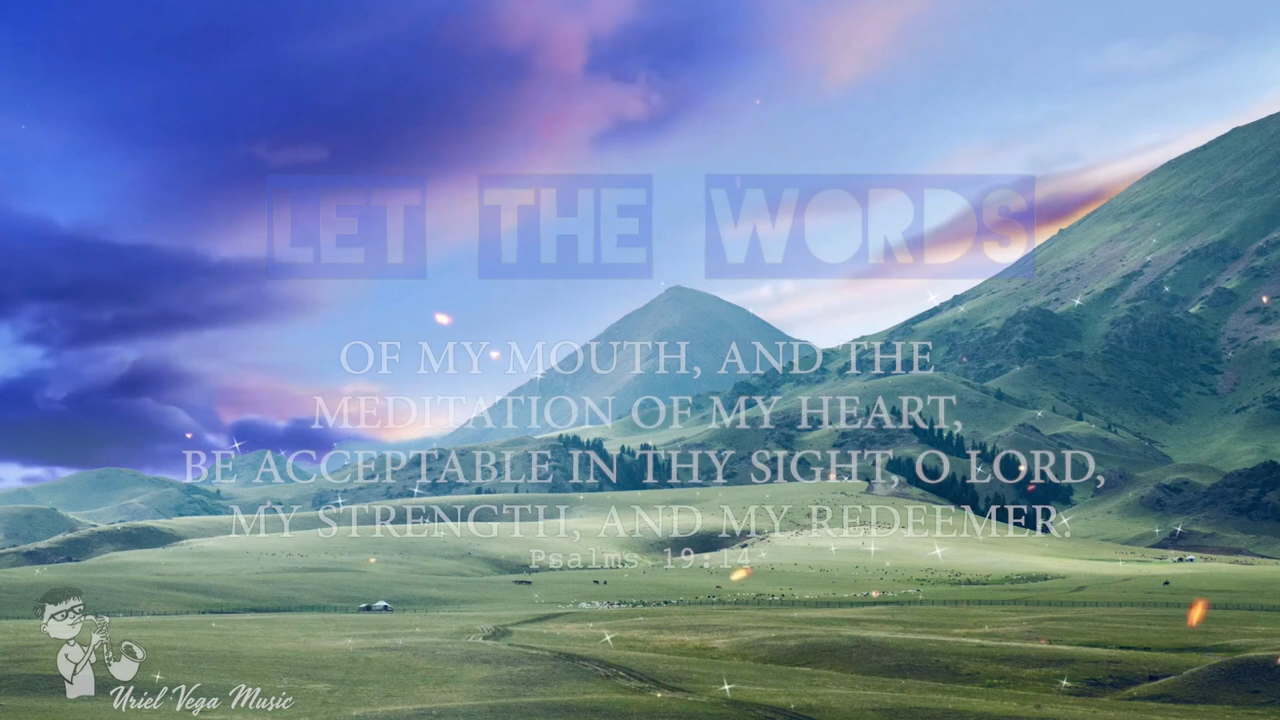 LET THE WORDS
OF MY MOUTH, AND THE
MEDITATION OF MY HEART,
BE ACCEPTABLE IN THY SIGHT, O LORD,
MY STRENGTH, AND MY REDEEMER.
Psalms 19:14
Uriel Vega Music